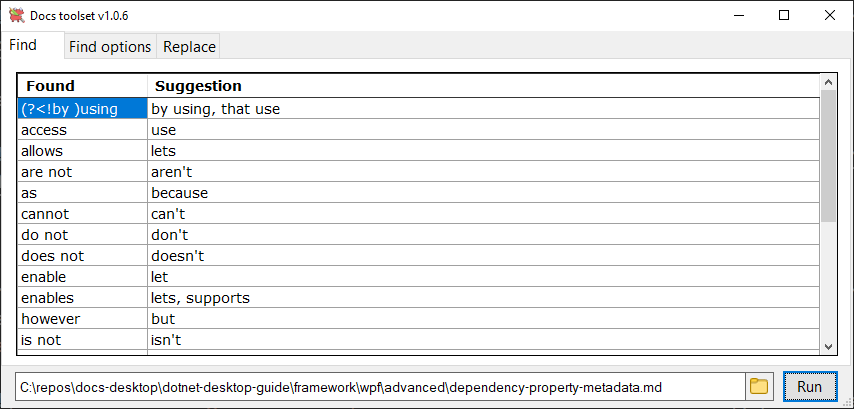 Docs toolset v1.0.6
Find Find options Replace
Found Suggestion
(?<!by )using by using, that use
access use
allows lets
are not aren't
as because
cannot can't
do not don't
does not doesn't
enable let
enables lets, supports
however but
is not isn't
C:\repos\docs-desktop\dotnet-desktop-guide\framework\wpf\advanced\dependency-property-metadata.md Run